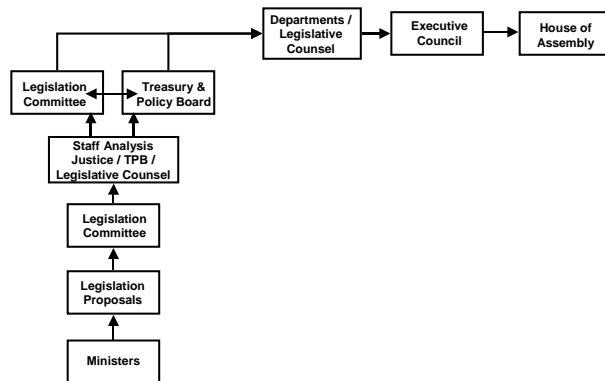 Departments /
Legislative
Counsel
Executive
Council
House of
Assembly
Legislation
Committee
Treasury &
Policy Board
Staff Analysis
Justice / TPB /
Legislative Counsel
Legislation
Committee
Legislation
Proposals
Ministers